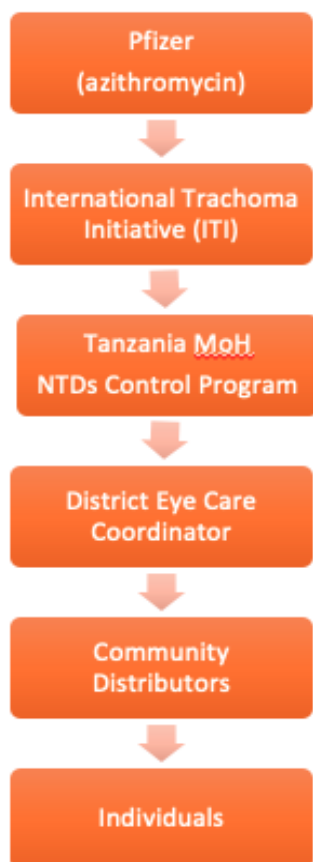 Pfizer
(azithromycin)
International Trachoma
Initiative (ITI)
Tanzania MoH
NTDs Control Program
District Eye Care
Coordinator
Community
Distributors
Individuals